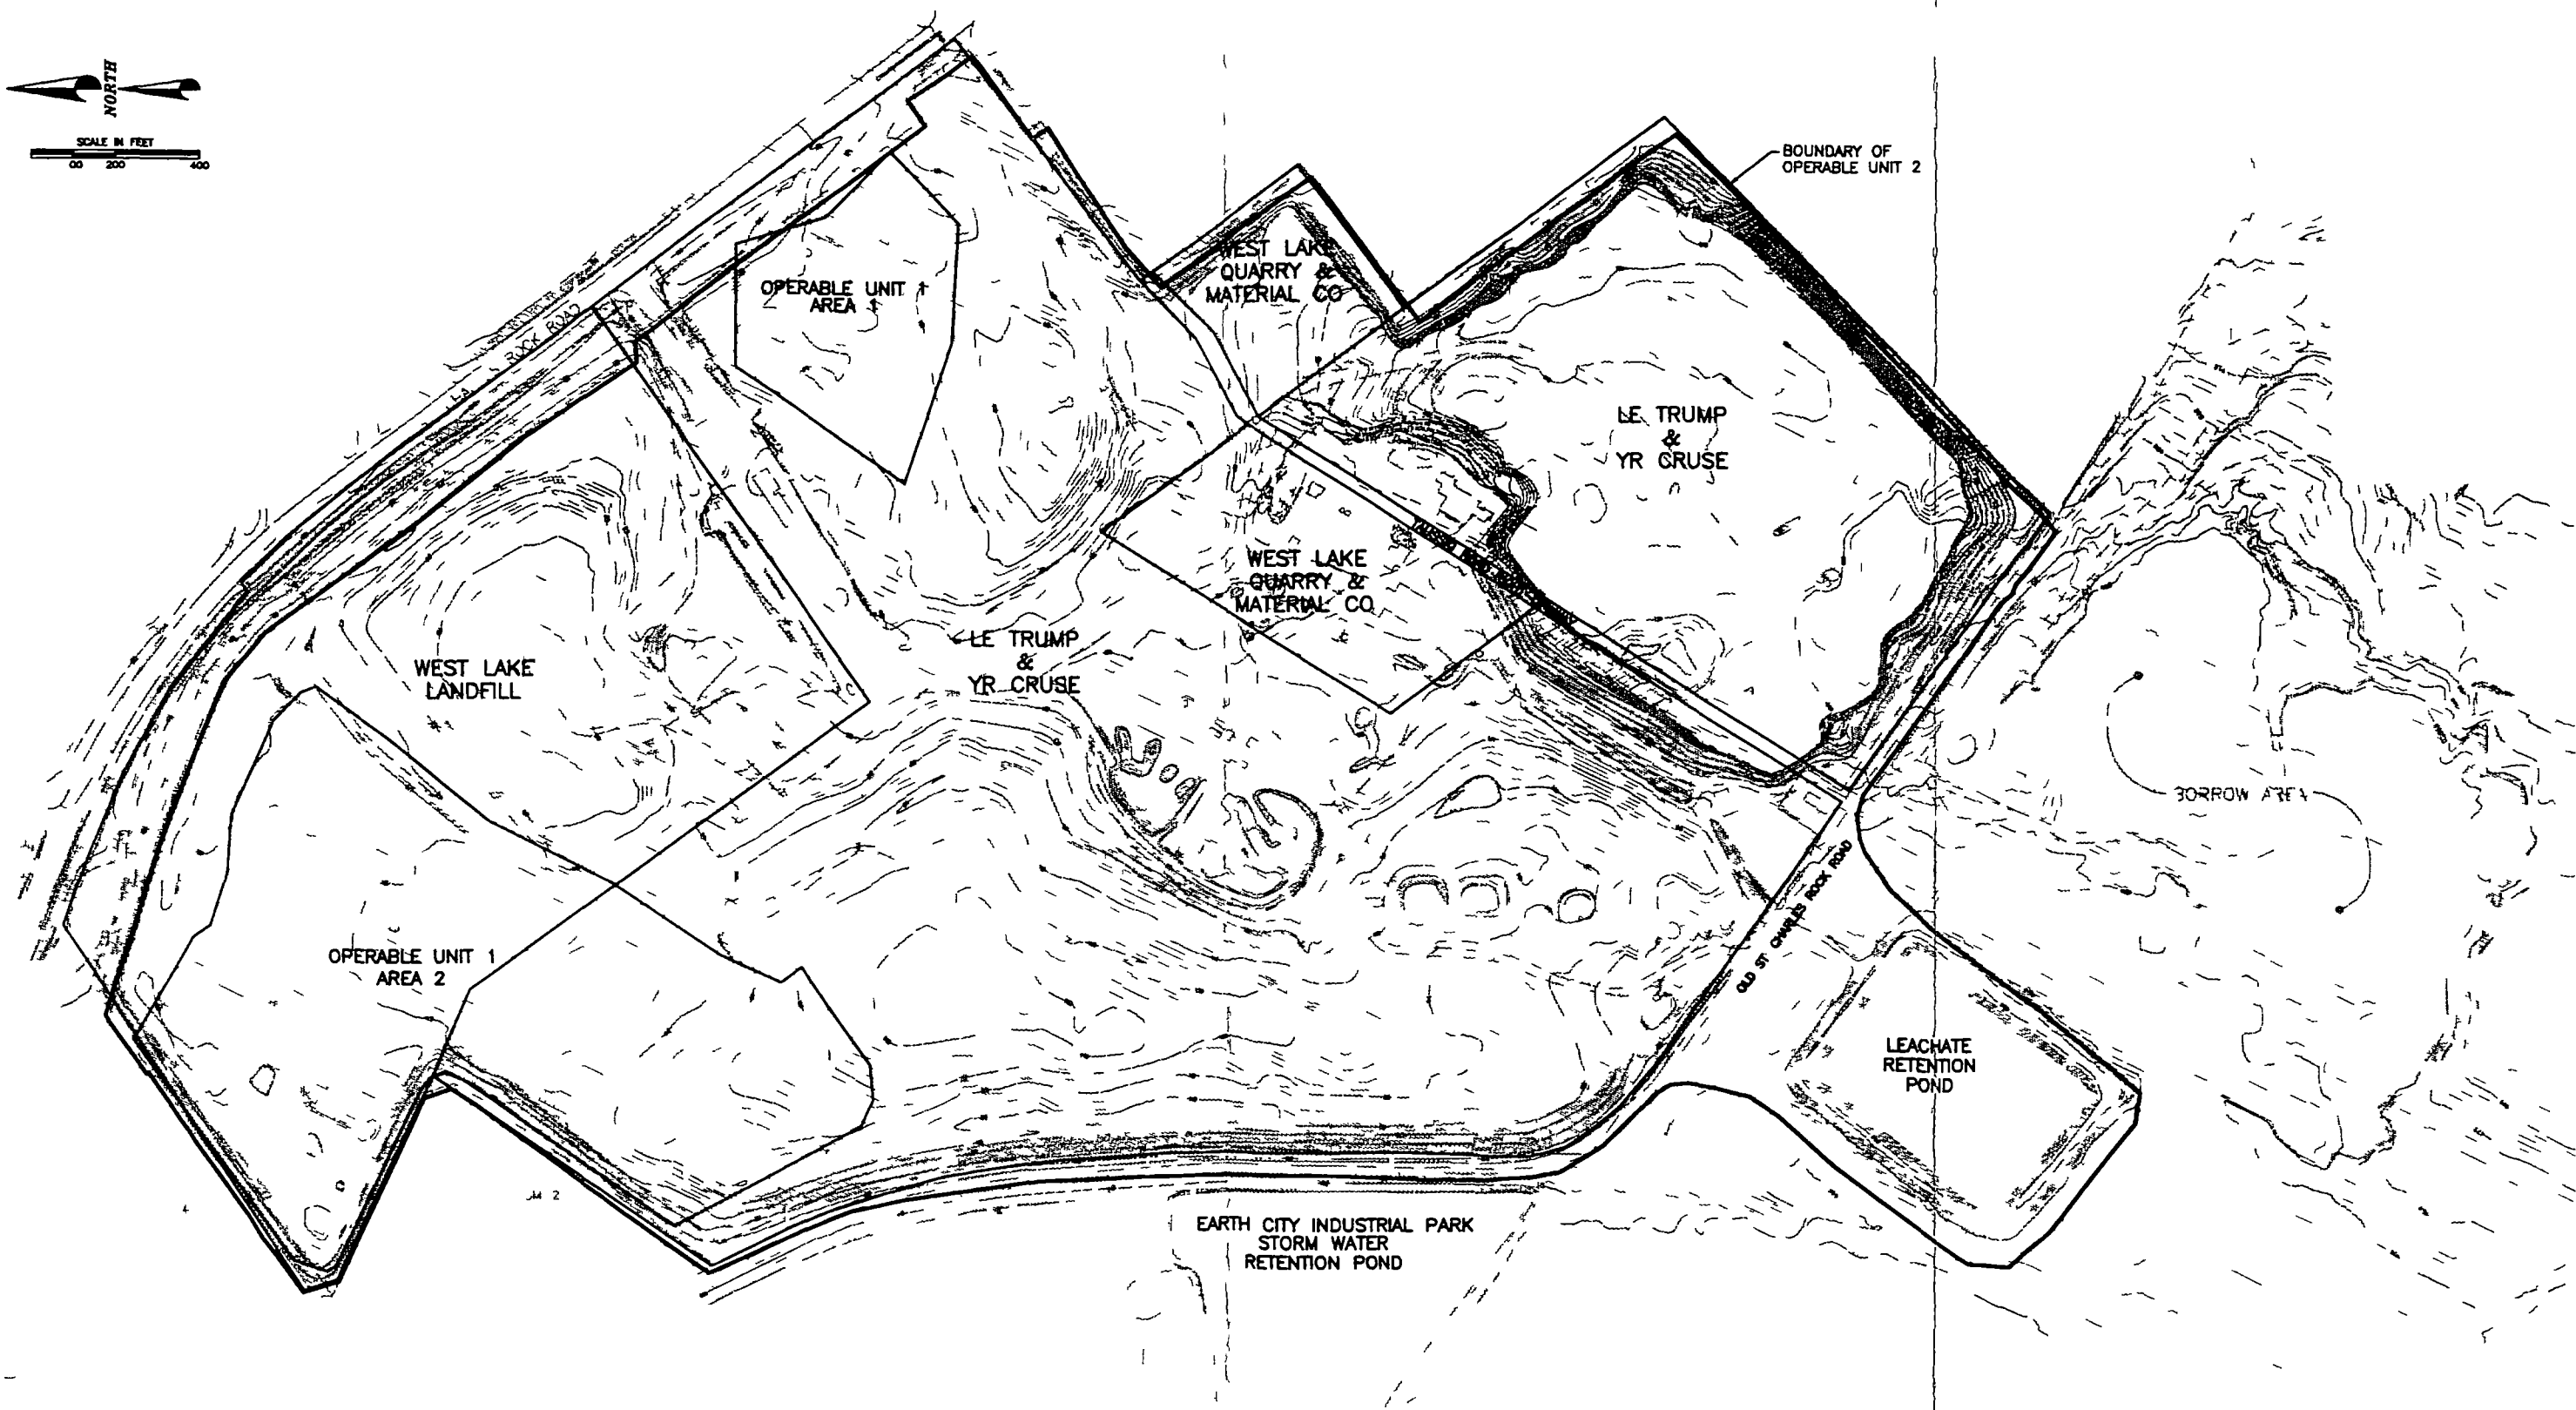 NORTH
SCALE IN FEET
00 200 400
BOUNDARY OF
OPERABLE UNIT 2
WEST LAKE
QUARRY &
MATERIAL CO
OPERABLE UNIT 1
AREA 1
ROCK ROAD
LE TRUMP
&
YR CRUSE
WEST LAKE
QUARRY &
MATERIAL CO
LE TRUMP
&
YR CRUSE
WEST LAKE
LANDFILL
BORROW AREA
OLD ST CHARLES ROCK ROAD
OPERABLE UNIT 1
AREA 2
LEACHATE
RETENTION
POND
EARTH CITY INDUSTRIAL PARK
STORM WATER
RETENTION POND